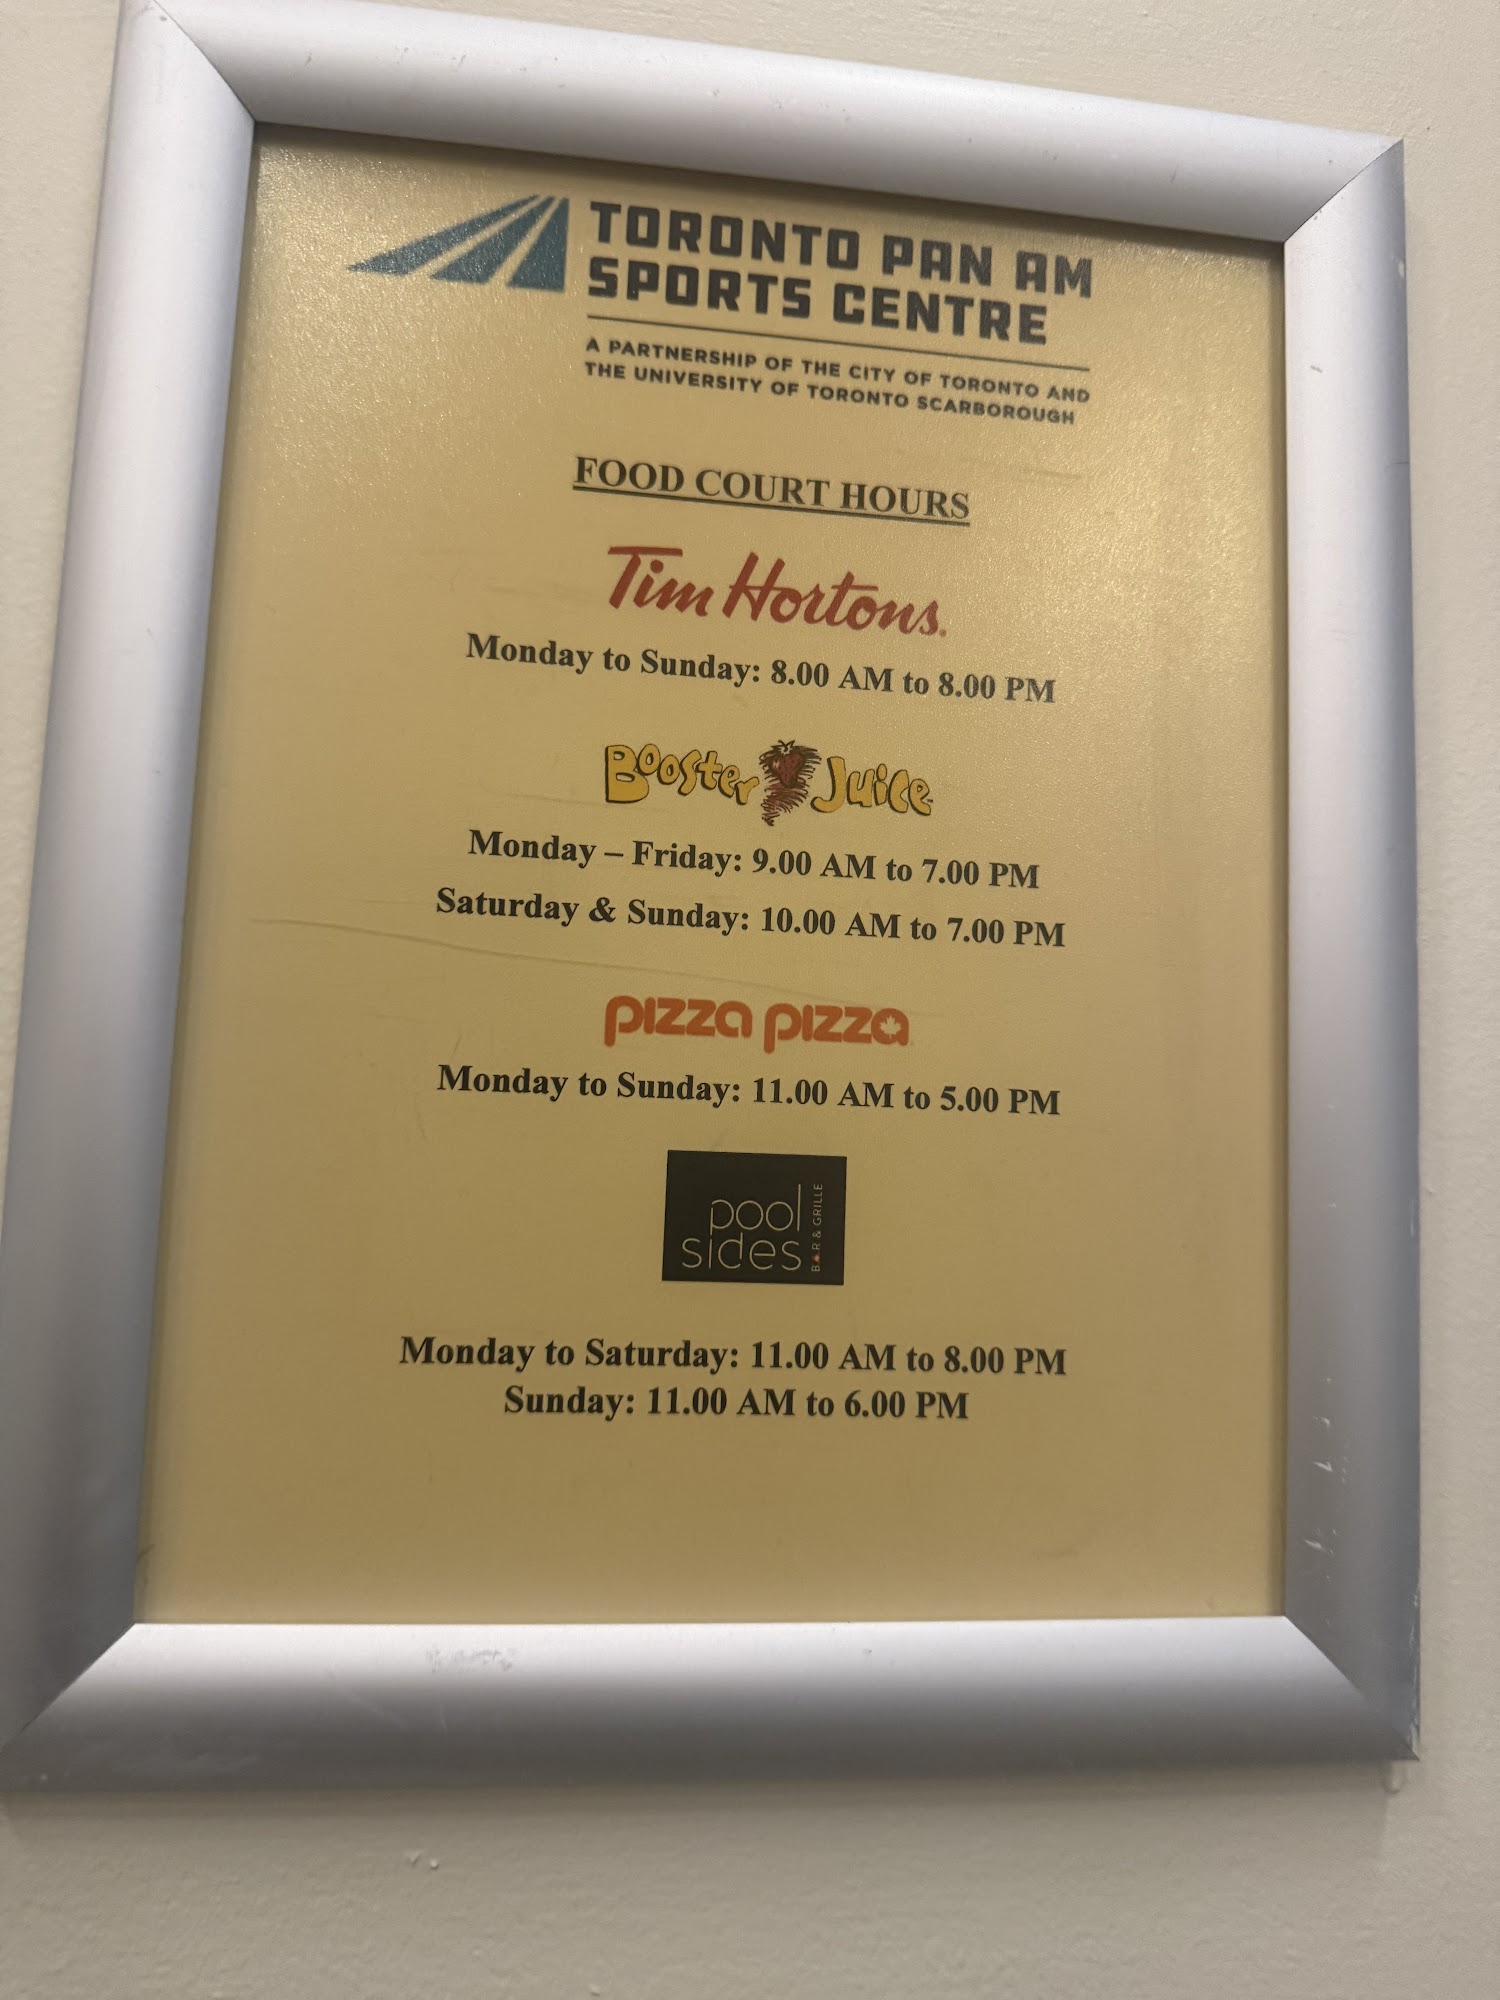 TORONTO PAN AM
SPORTS CENTRE
A PARTNERSHIP OF THE CITY OF TORONTO AND
THE UNIVERSITY OF TORONTO SCARBOROUGH
FOOD COURT HOURS
Tim Hortons.
Monday to Sunday: 8.00 AM to 8.00 PM
Booster Juice
Monday – Friday: 9.00 AM to 7.00 PM
Saturday & Sunday: 10.00 AM to 7.00 PM
pizza pizza
Monday to Sunday: 11.00 AM to 5.00 PM
pool
sides
BAR & GRILLE
Monday to Saturday: 11.00 AM to 8.00 PM
Sunday: 11.00 AM to 6.00 PM